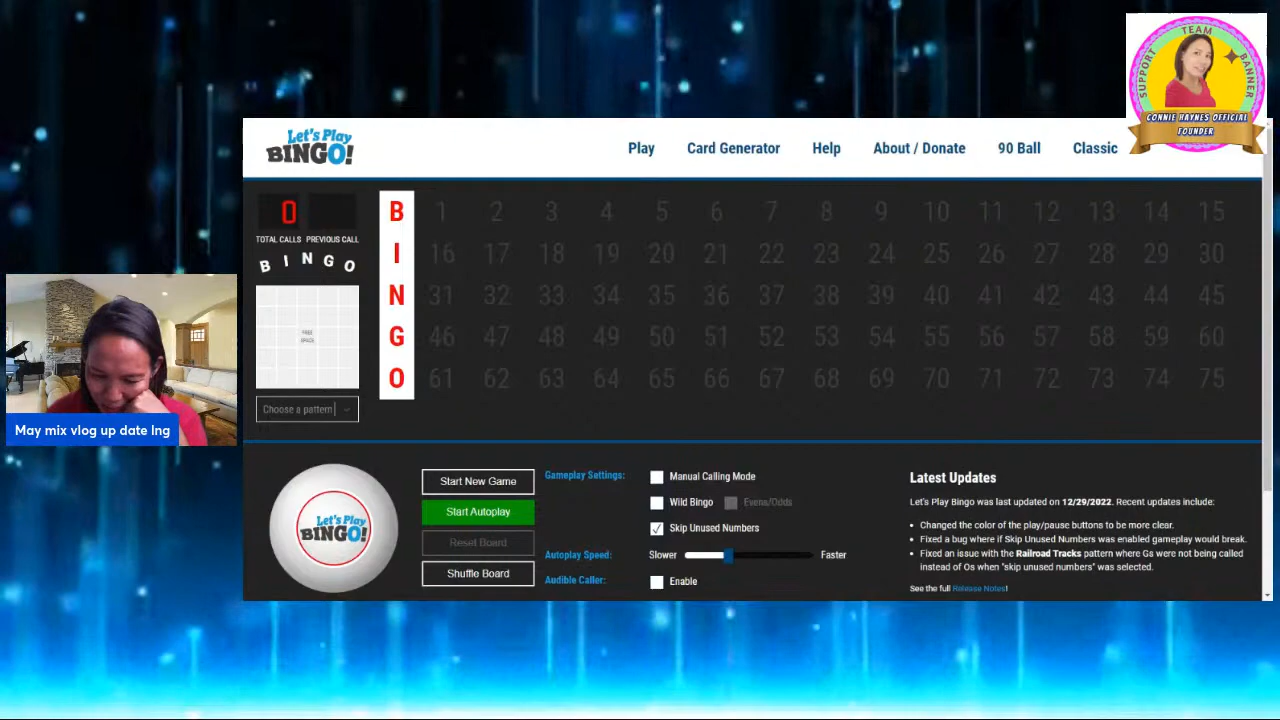 SUPPORT TEAM BANNER
CONNIE HAYNES OFFICIAL
FOUNDER
Let's Play
BINGO!
Play
Card Generator
Help
About / Donate
90 Ball
Classic
0
TOTAL CALLS
PREVIOUS CALL
B I N G O
FREE
SPACE
Choose a pattern
B 1 2 3 4 5 6 7 8 9 10 11 12 13 14 15
I 16 17 18 19 20 21 22 23 24 25 26 27 28 29 30
N 31 32 33 34 35 36 37 38 39 40 41 42 43 44 45
G 46 47 48 49 50 51 52 53 54 55 56 57 58 59 60
O 61 62 63 64 65 66 67 68 69 70 71 72 73 74 75
May mix vlog up date lng
Let's Play
BINGO!
Start New Game
Start Autoplay
Reset Board
Shuffle Board
Gameplay Settings:
Manual Calling Mode
Wild Bingo
Evens/Odds
Skip Unused Numbers
Autoplay Speed:
Slower
Faster
Audible Caller:
Enable
Latest Updates
Let's Play Bingo was last updated on 12/29/2022. Recent updates include:
Changed the color of the play/pause buttons to be more clear.
Fixed a bug where if Skip Unused Numbers was enabled gameplay would break.
Fixed an issue with the Railroad Tracks pattern where Gs were not being called
instead of Os when "skip unused numbers" was selected.
See the full Release Notes!